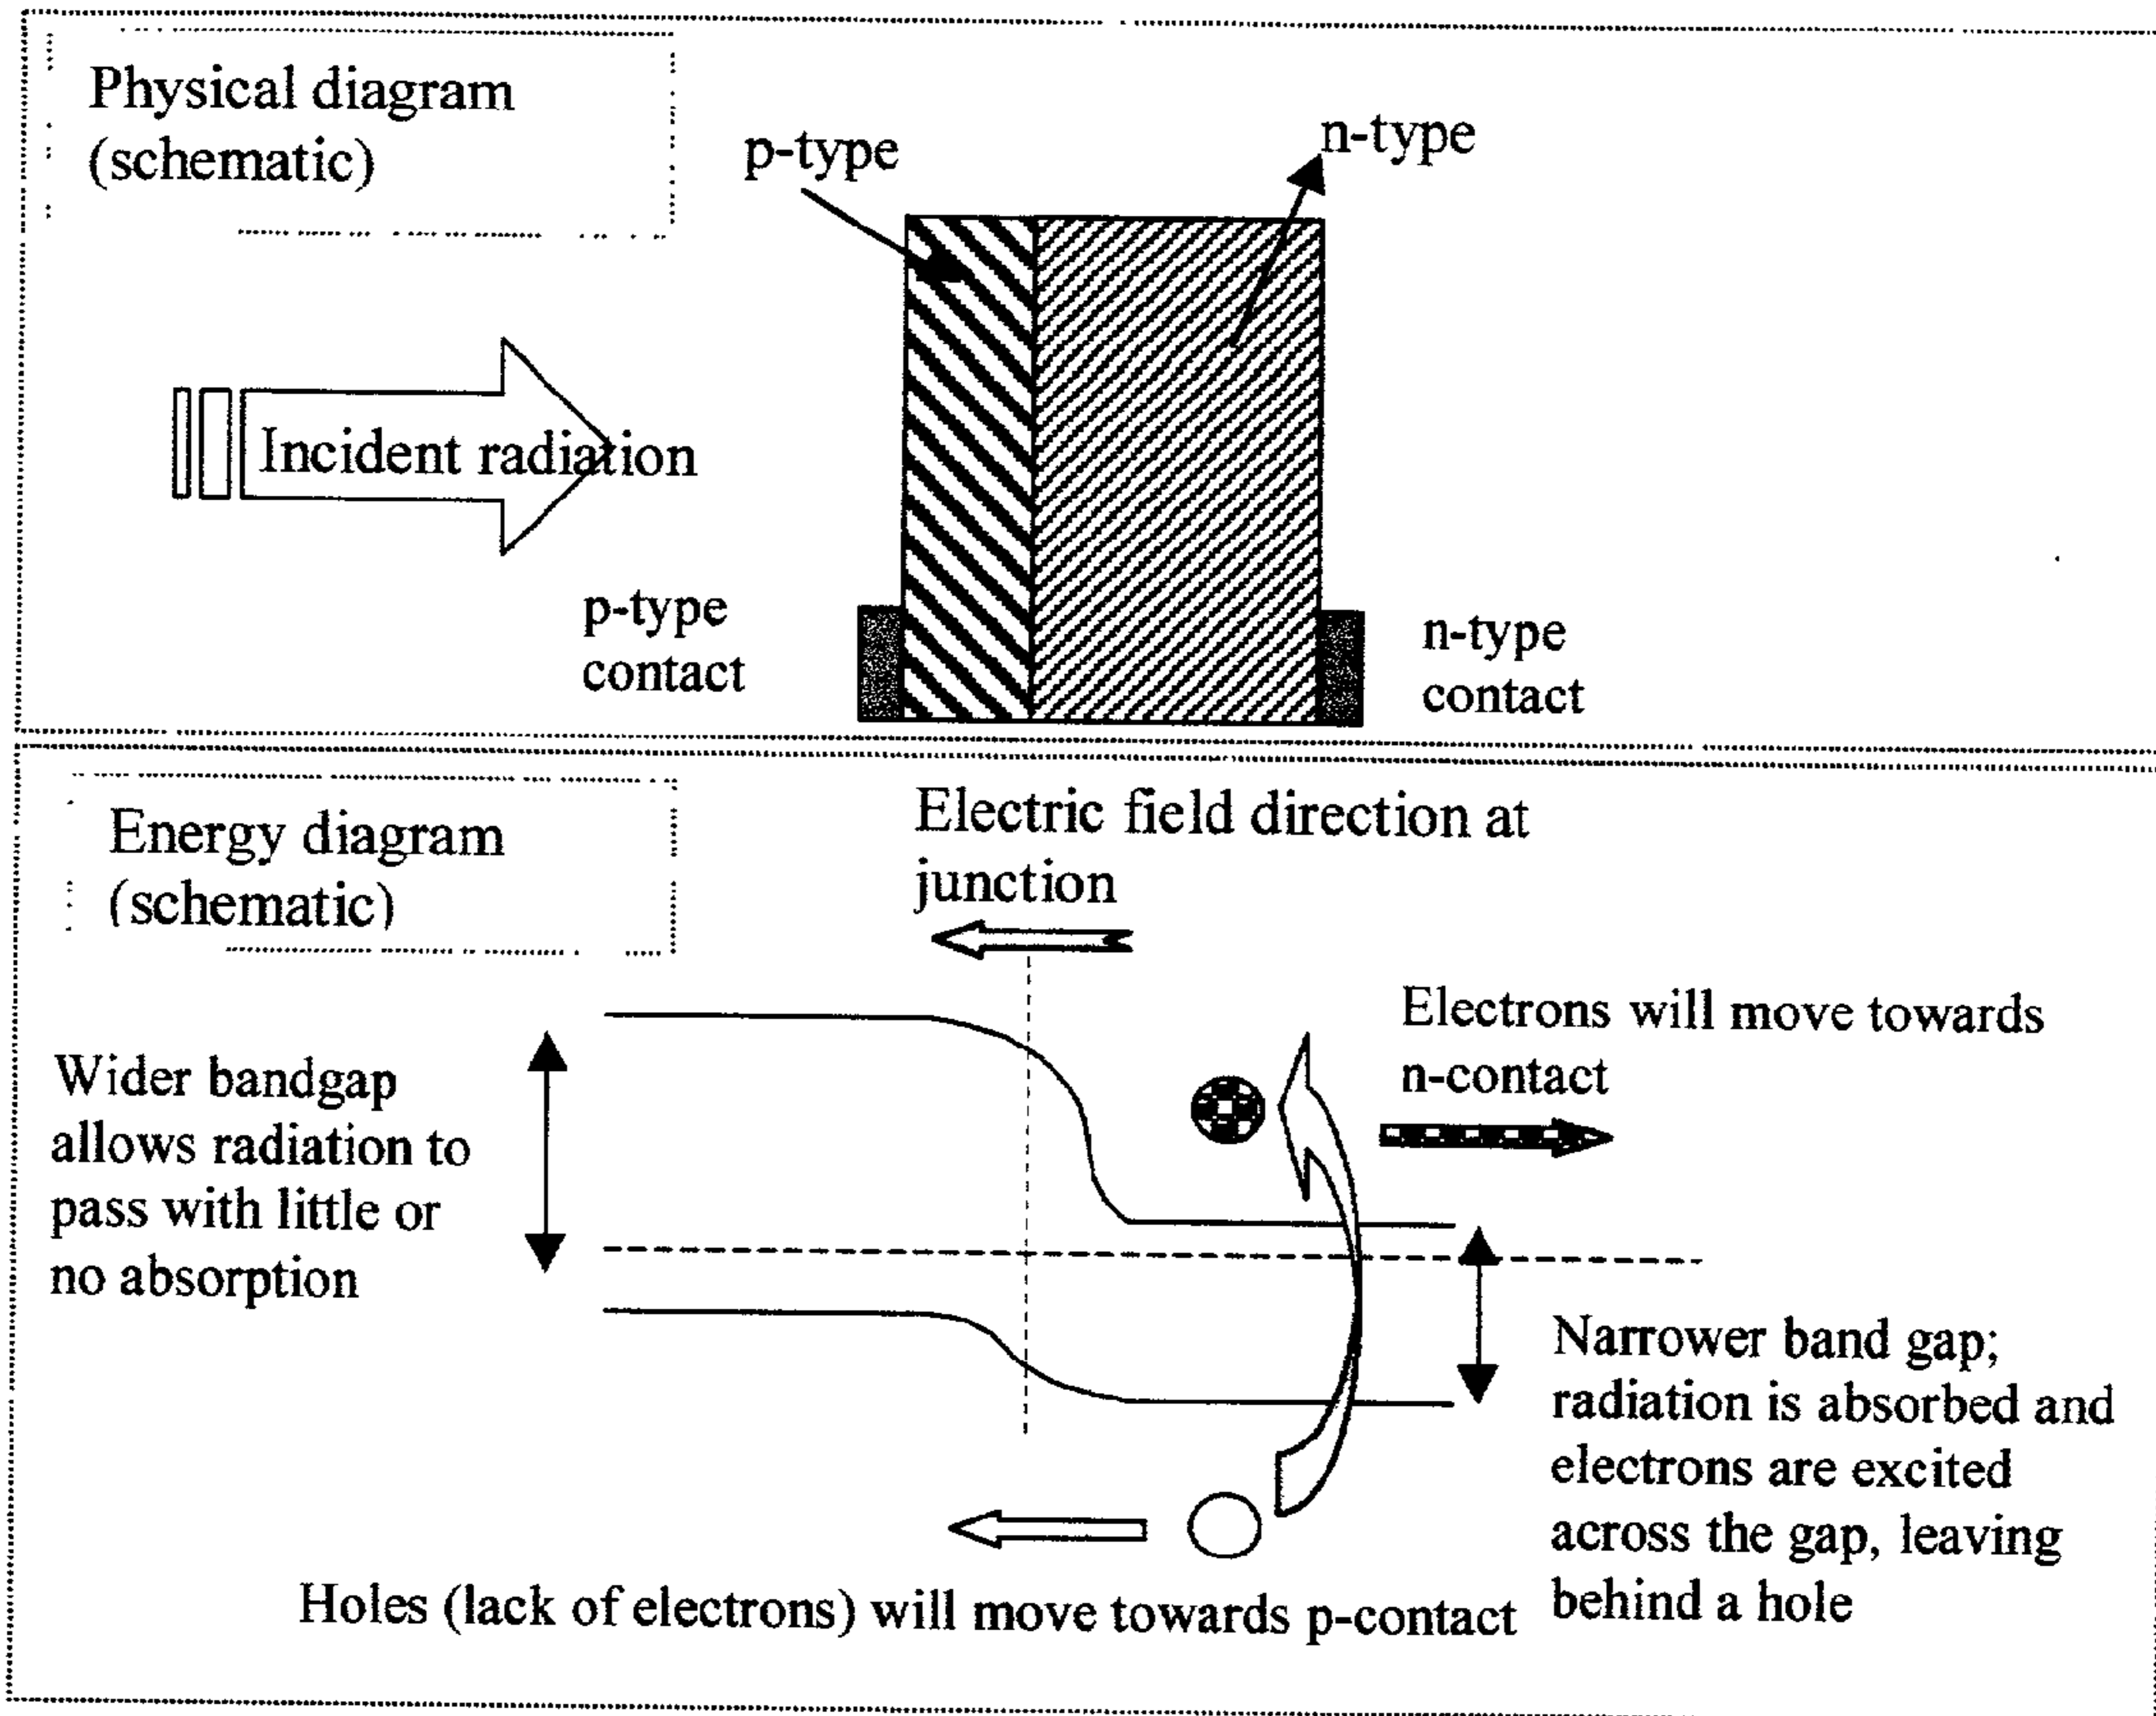 Physical diagram
(schematic)
p-type
n-type
Incident radiation
p-type
contact
n-type
contact
Energy diagram
(schematic)
Electric field direction at
junction
Electrons will move towards
n-contact
Wider bandgap
allows radiation to
pass with little or
no absorption
Narrower band gap;
radiation is absorbed and
electrons are excited
across the gap, leaving
behind a hole
Holes (lack of electrons) will move towards p-contact